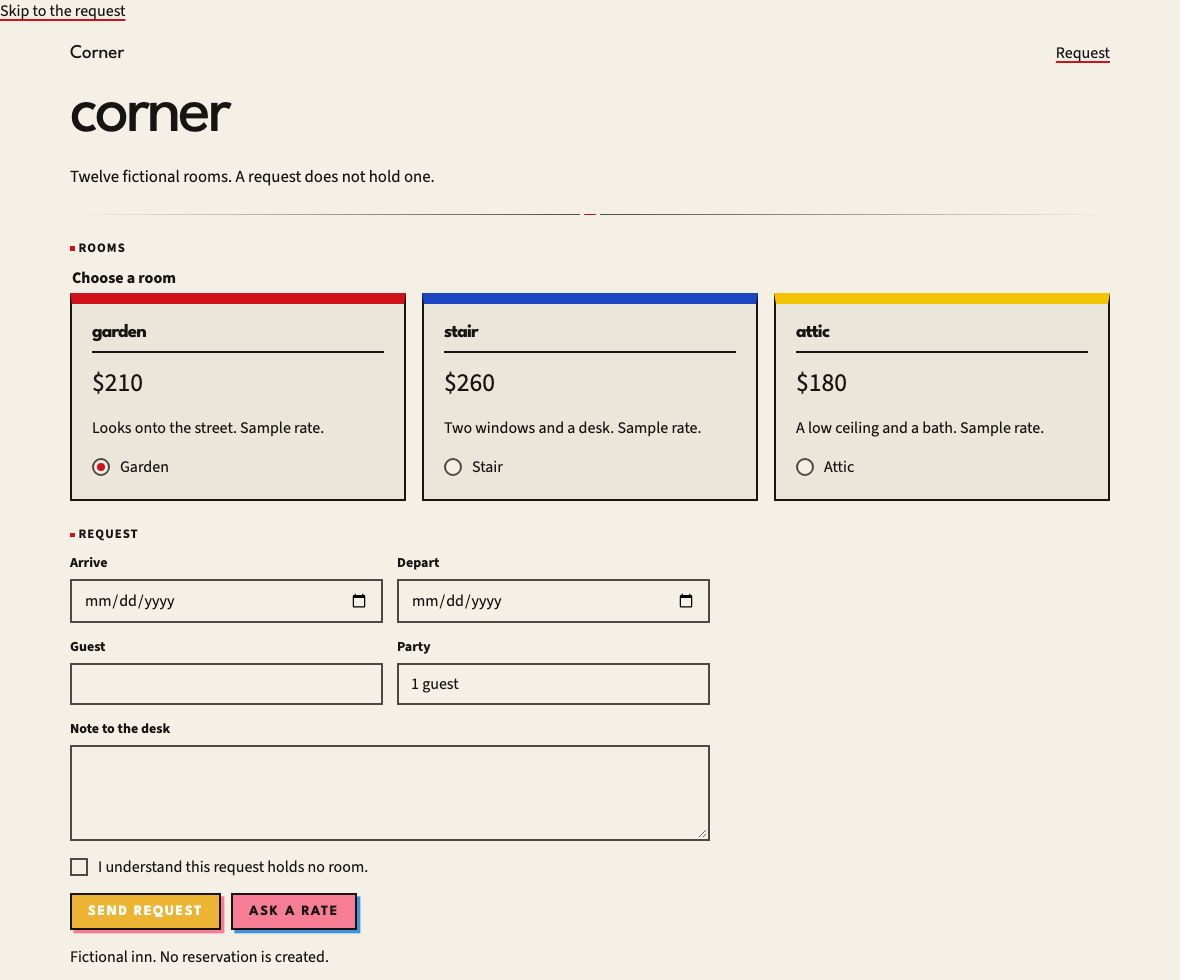 Skip to the request
Corner
Request
corner
Twelve fictional rooms. A request does not hold one.
ROOMS
Choose a room
garden
$210
Looks onto the street. Sample rate.
Garden
stair
$260
Two windows and a desk. Sample rate.
Stair
attic
$180
A low ceiling and a bath. Sample rate.
Attic
REQUEST
Arrive
mm/dd/yyyy
Depart
mm/dd/yyyy
Guest
Party
1 guest
Note to the desk
I understand this request holds no room.
SEND REQUEST
ASK A RATE
Fictional inn. No reservation is created.